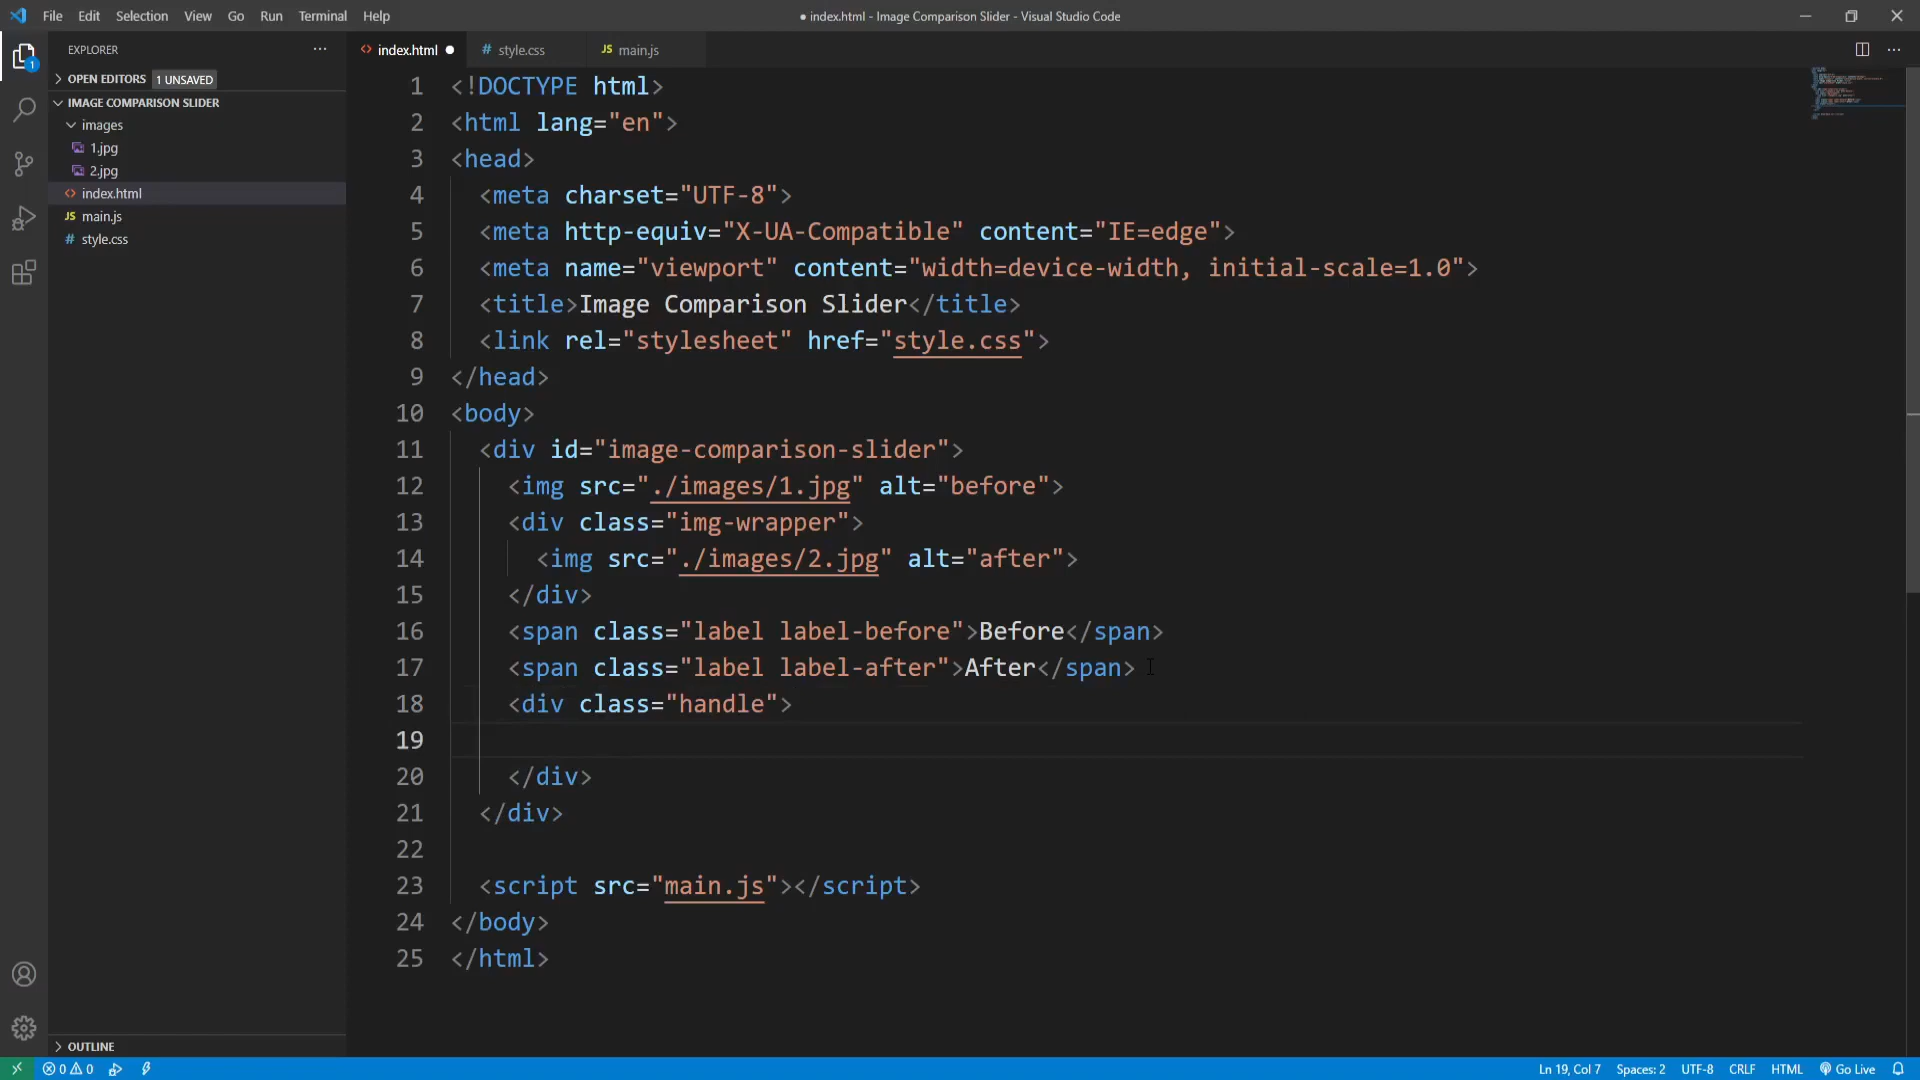 File Edit Selection View Go Run Terminal Help
● index.html - Image Comparison Slider - Visual Studio Code
EXPLORER
index.html
style.css
JS main.js
OPEN EDITORS 1 UNSAVED
IMAGE COMPARISON SLIDER
images
1.jpg
2.jpg
index.html
JS main.js
# style.css
OUTLINE
1 <!DOCTYPE html>
2 <html lang="en">
3 <head>
4 <meta charset="UTF-8">
5 <meta http-equiv="X-UA-Compatible" content="IE=edge">
6 <meta name="viewport" content="width=device-width, initial-scale=1.0">
7 <title>Image Comparison Slider</title>
8 <link rel="stylesheet" href="style.css">
9 </head>
10 <body>
11 <div id="image-comparison-slider">
12 <img src="./images/1.jpg" alt="before">
13 <div class="img-wrapper">
14 <img src="./images/2.jpg" alt="after">
15 </div>
16 <span class="label label-before">Before</span>
17 <span class="label label-after">After</span>
18 <div class="handle">
19
20 </div>
21 </div>
22
23 <script src="main.js"></script>
24 </body>
25 </html>
0 0
Ln 19, Col 7 Spaces: 2 UTF-8 CRLF HTML Go Live